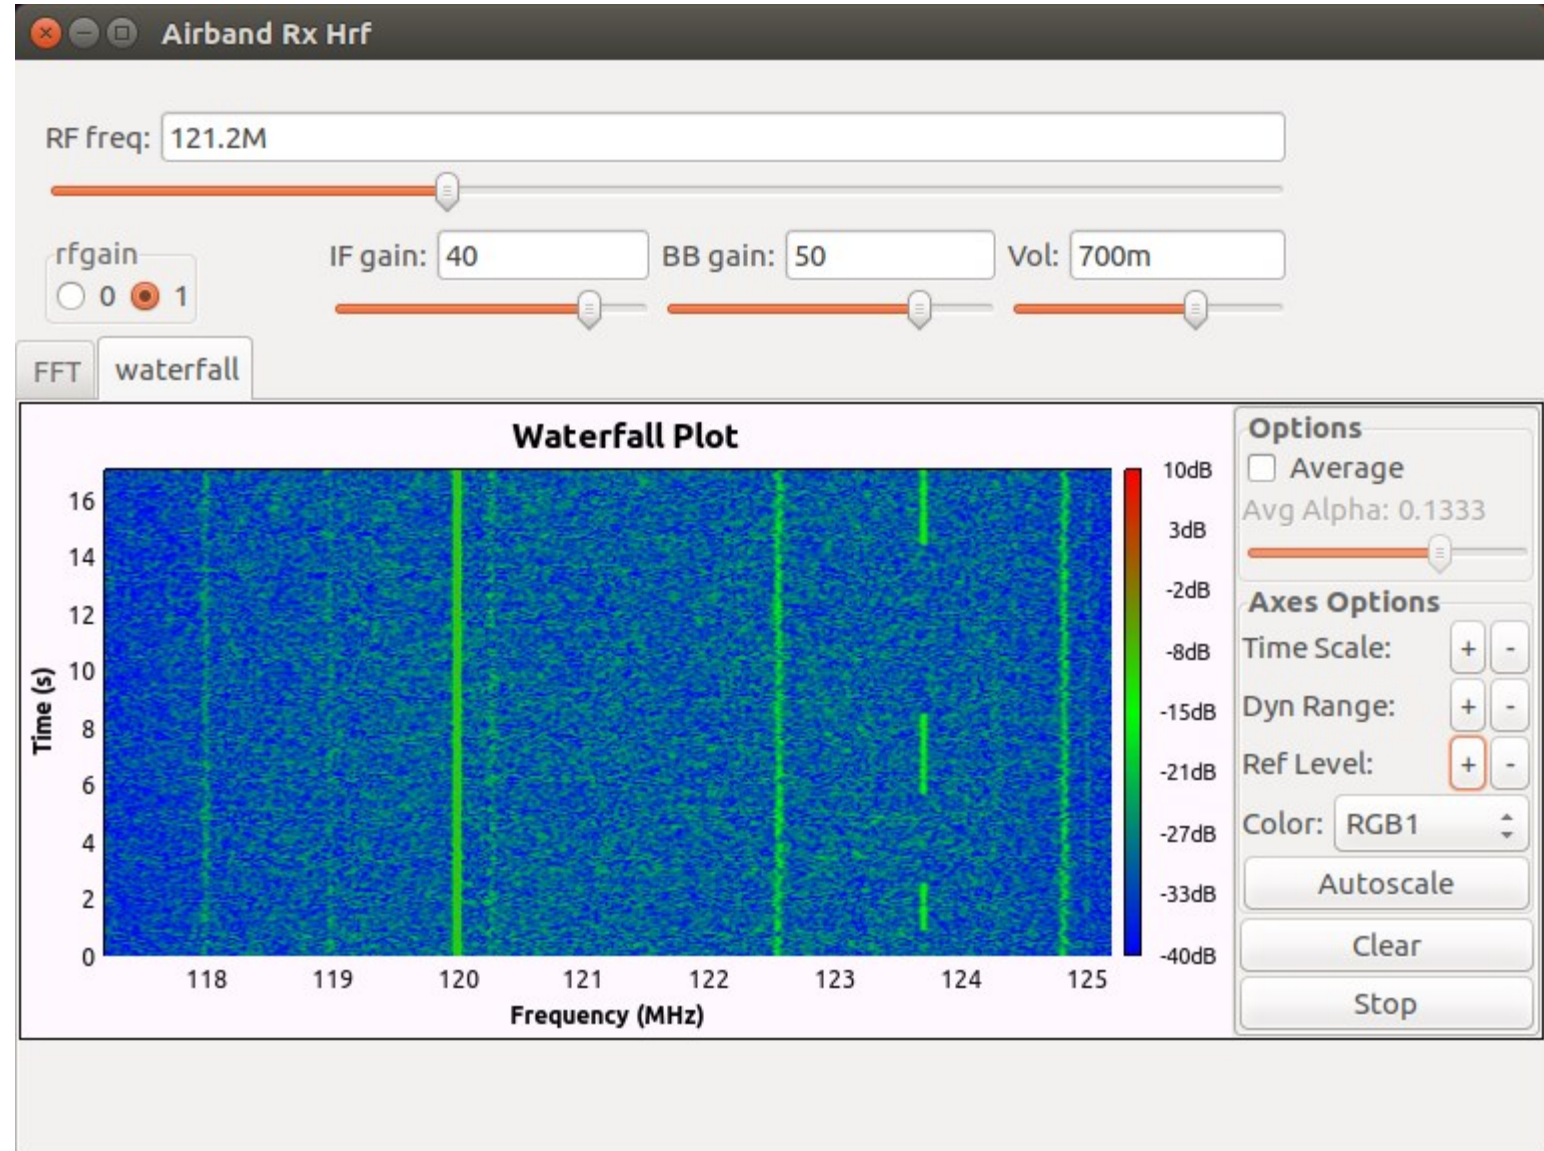 Airband Rx Hrf
RF freq: 121.2M
rfgain
0 1
IF gain: 40 BB gain: 50 Vol: 700m
FFT waterfall
Waterfall Plot
16
14
12
10
8
6
4
2
0
Time (s)
118 119 120 121 122 123 124 125
Frequency (MHz)
10dB
3dB
-2dB
-8dB
-15dB
-21dB
-27dB
-33dB
-40dB
Options
Average
Avg Alpha: 0.1333
Axes Options
Time Scale: + -
Dyn Range: + -
Ref Level: + -
Color: RGB1
Autoscale
Clear
Stop